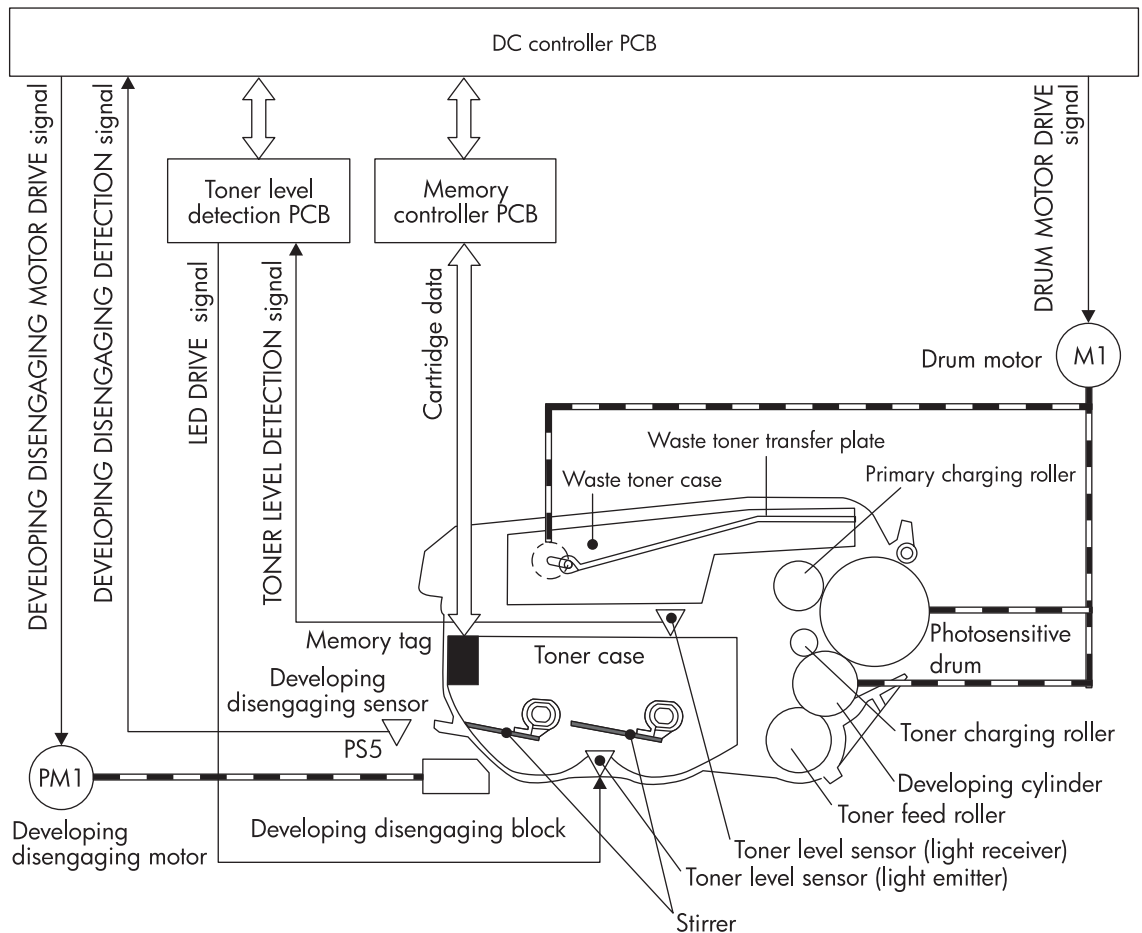 DC controller PCB
DEVELOPING DISENGAGING MOTOR DRIVE signal
DEVELOPING DISENGAGING DETECTION signal
Toner level
detection PCB
Memory
controller PCB
LED DRIVE signal
TONER LEVEL DETECTION signal
Cartridge data
DRUM MOTOR DRIVE
signal
Drum motor
M1
Waste toner transfer plate
Waste toner case
Primary charging roller
Memory tag
Toner case
Photosensitive
drum
Developing
disengaging sensor
PS5
PM1
Developing
disengaging motor
Developing disengaging block
Toner charging roller
Developing cylinder
Toner feed roller
Toner level sensor (light receiver)
Toner level sensor (light emitter)
Stirrer